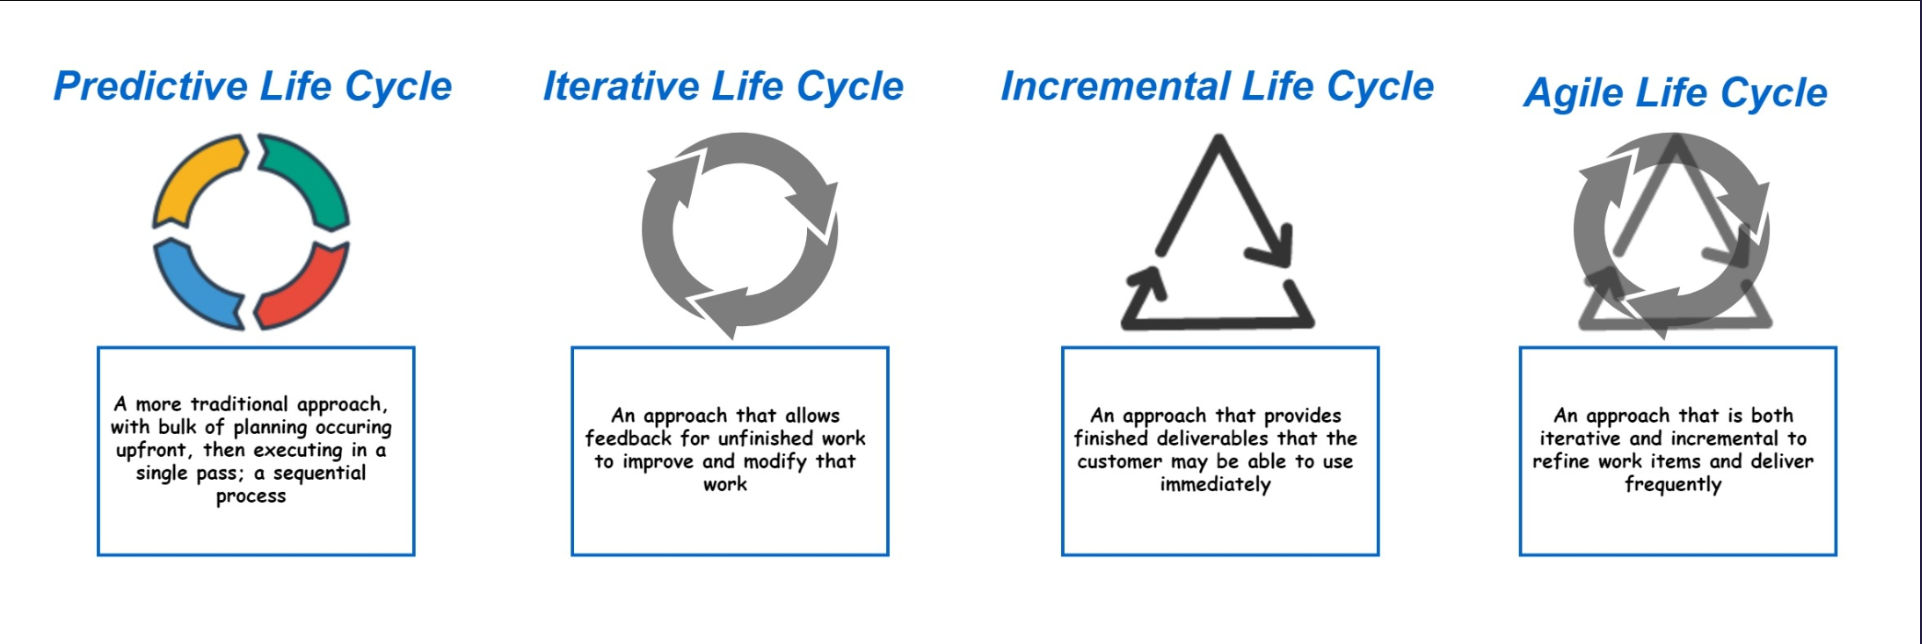 Predictive Life Cycle
Iterative Life Cycle
Incremental Life Cycle
Agile Life Cycle
A more traditional approach,
with bulk of planning occuring
upfront, then executing in a
single pass; a sequential
process
An approach that allows
feedback for unfinished work
to improve and modify that
work
An approach that provides
finished deliverables that the
customer may be able to use
immediately
An approach that is both
iterative and incremental to
refine work items and deliver
frequently